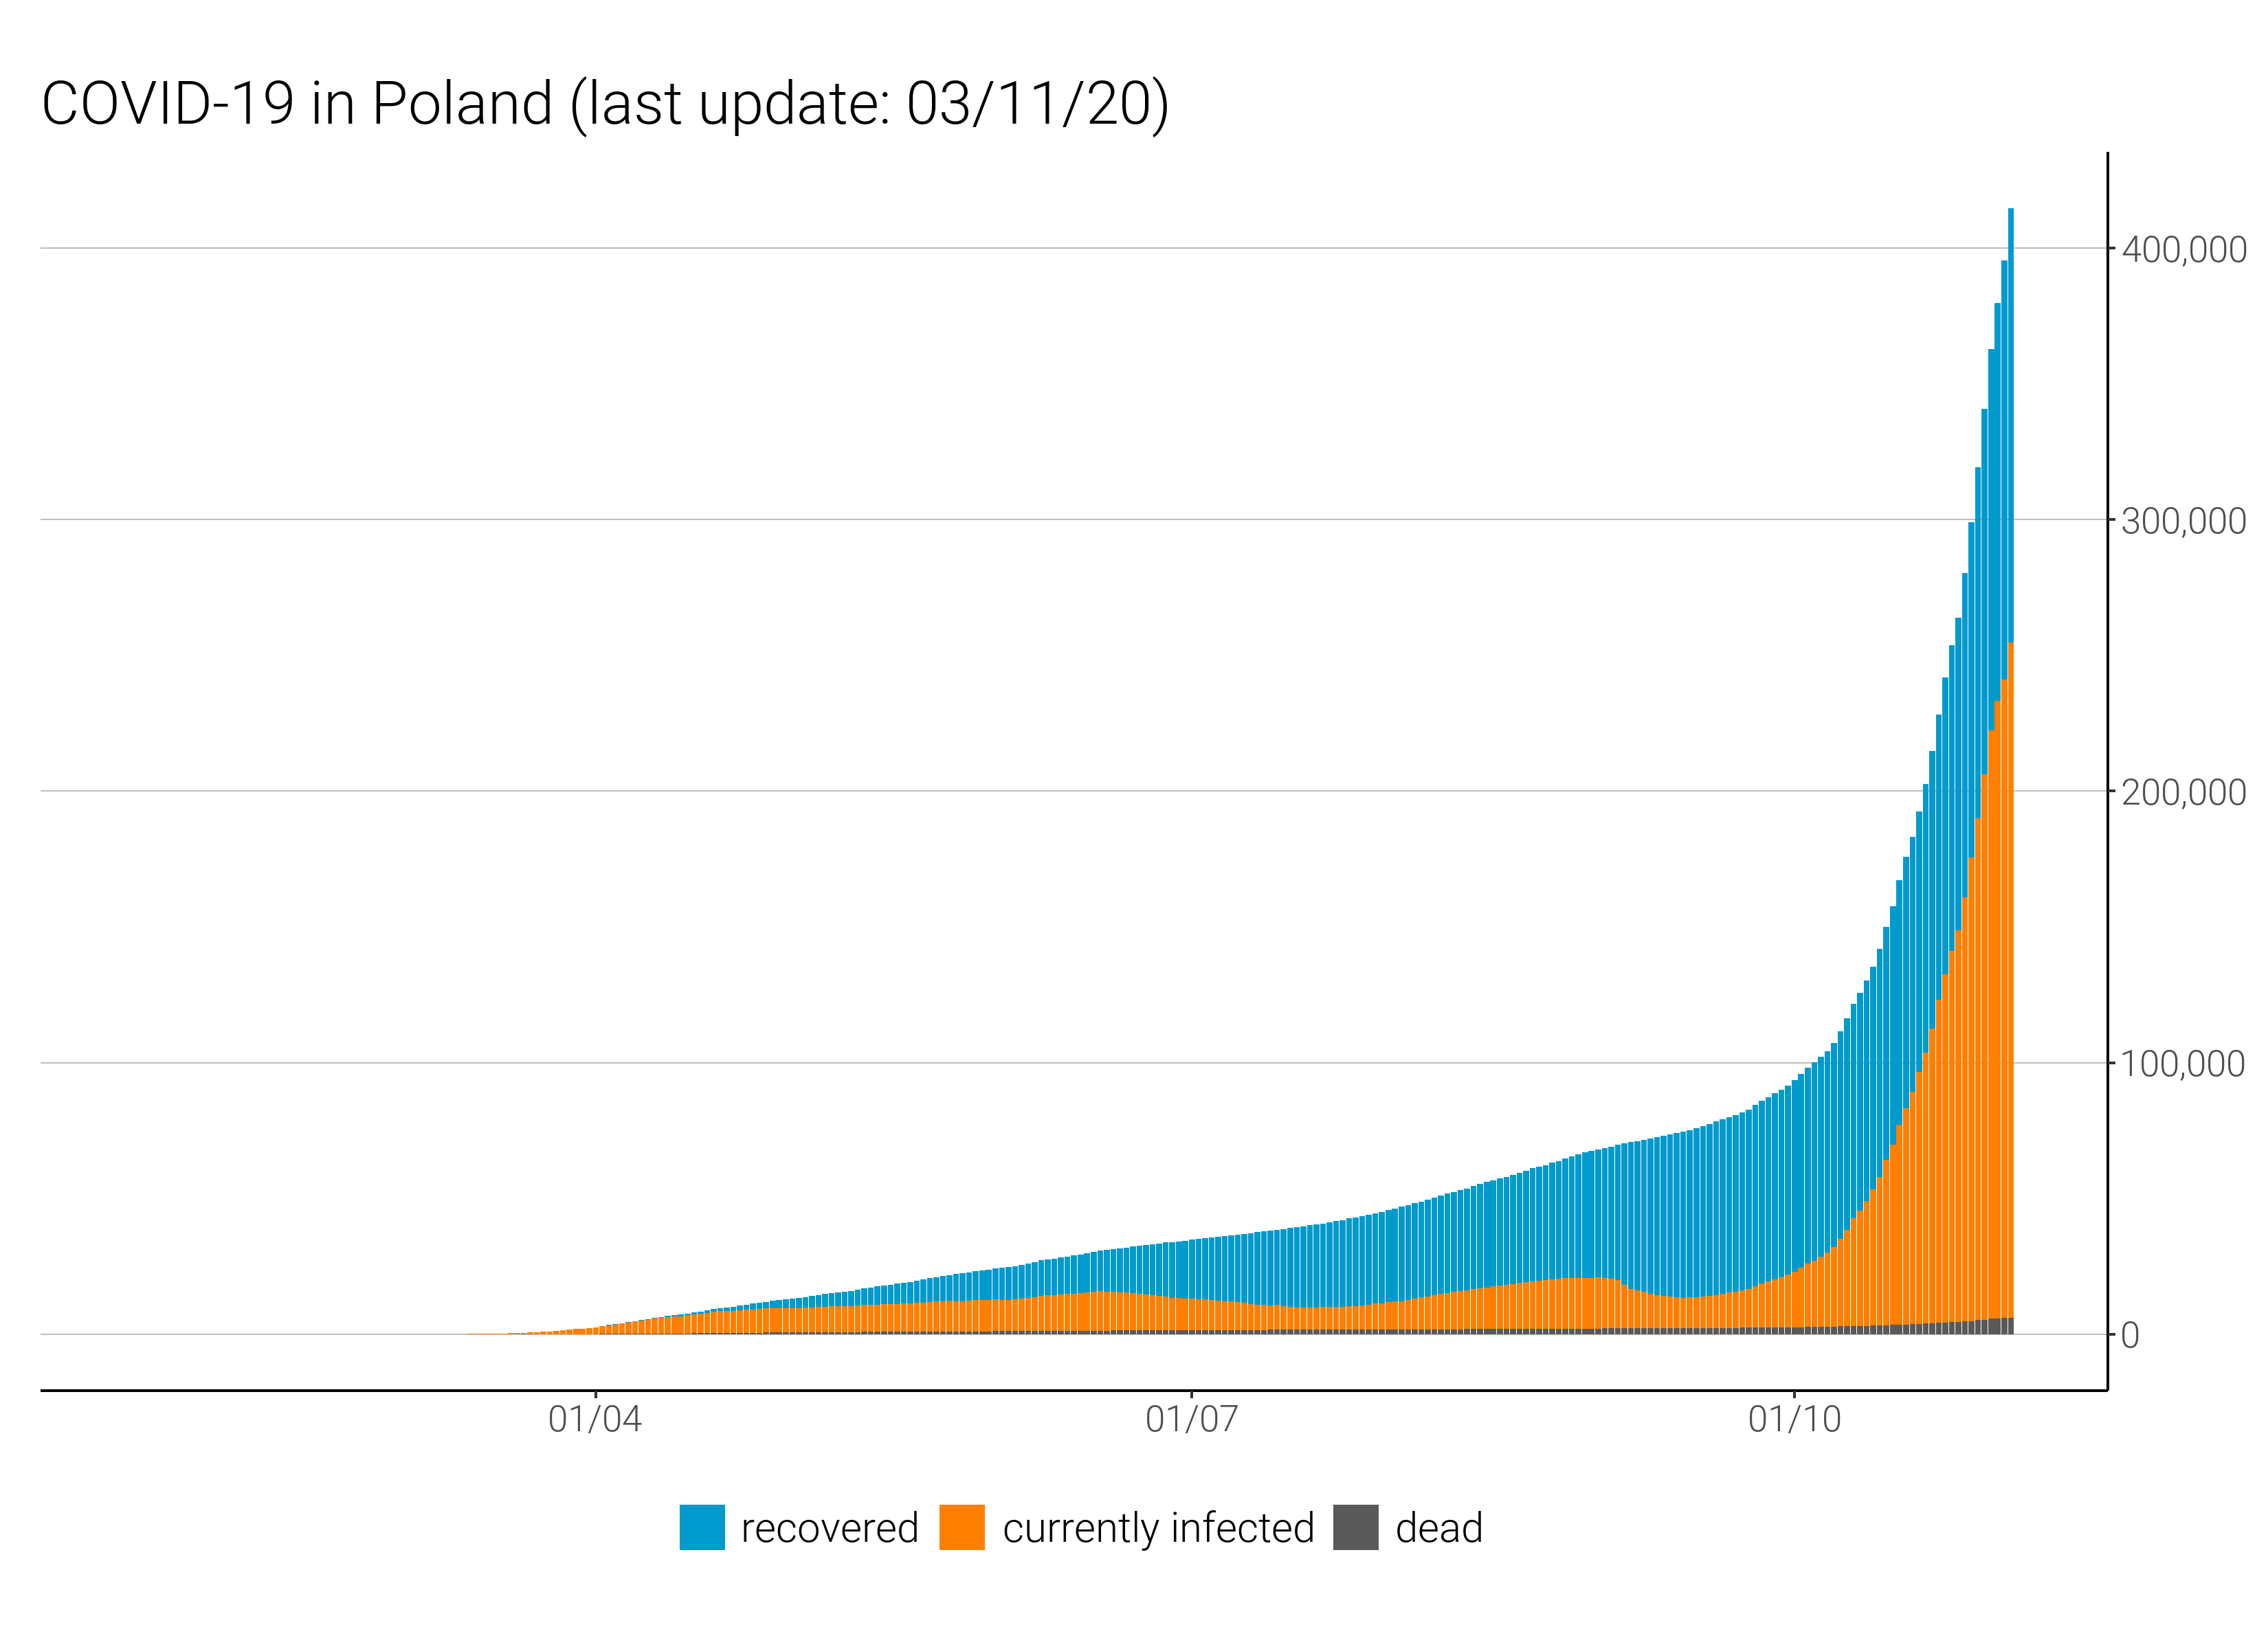 COVID-19 in Poland (last update: 03/11/20)
400,000
300,000
200,000
100,000
0
01/04 01/07 01/10
recovered currently infected dead